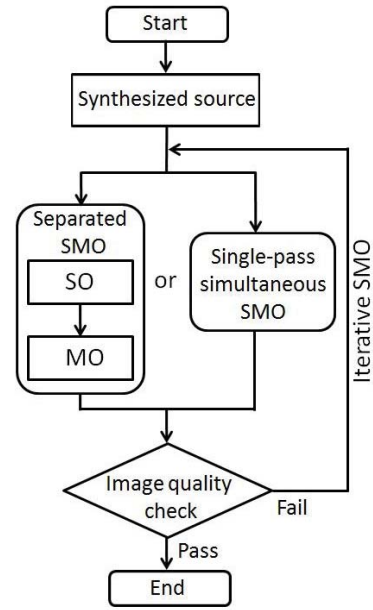 Start
Synthesized source
Separated
SMO
SO
MO
or
Single-pass
simultaneous
SMO
Iterative SMO
Image quality
check
Fail
Pass
End